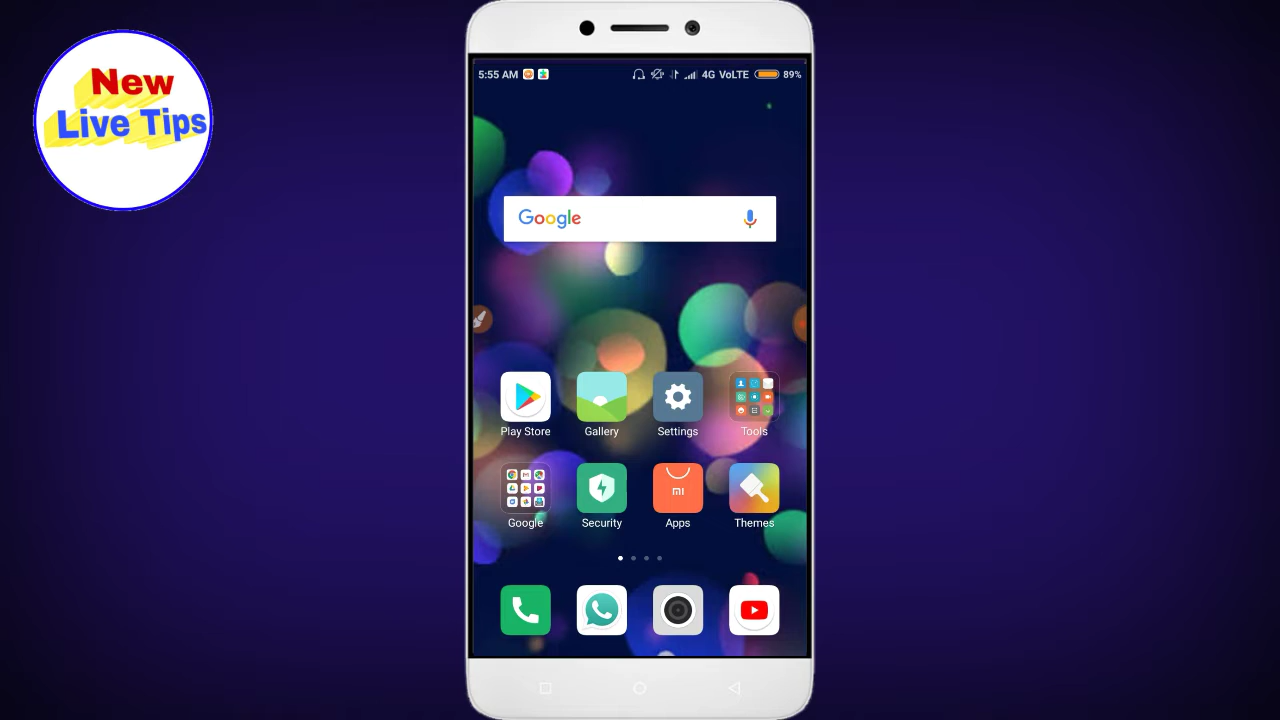 New
Live Tips
5:55 AM
4G VoLTE
89%
Google
Play Store
Gallery
Settings
Tools
Google
Security
mi
Apps
Themes